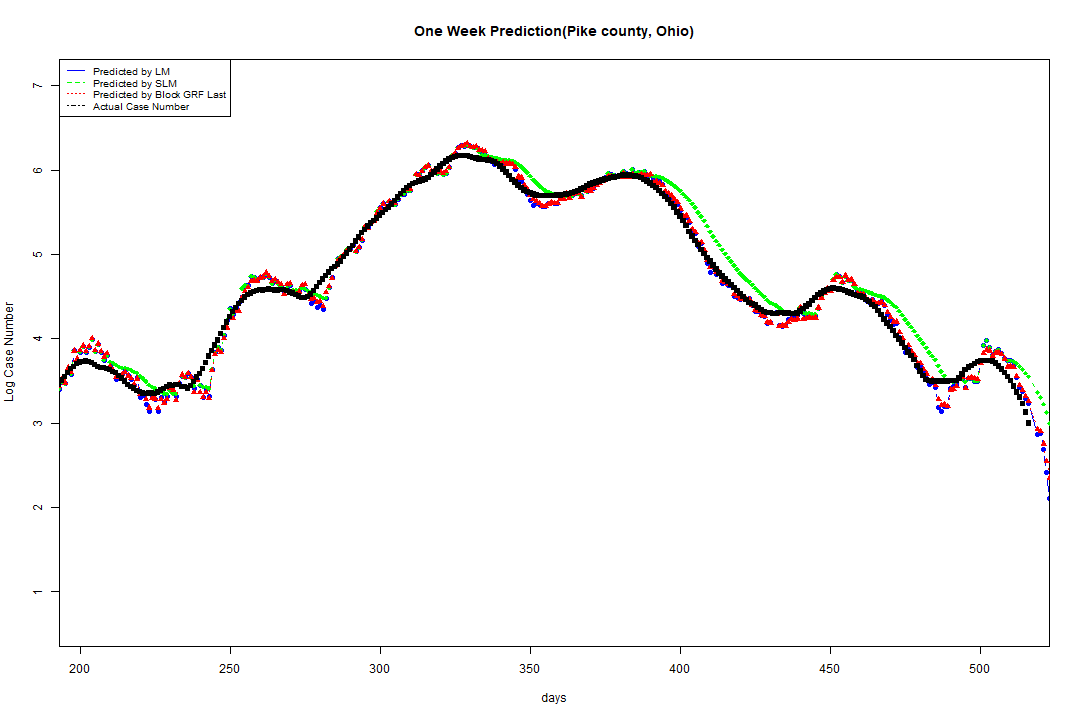 One Week Prediction(Pike county, Ohio)
Predicted by LM
Predicted by SLM
Predicted by Block GRF Last
Actual Case Number
7
6
5
4
3
2
1
Log Case Number
200 250 300 350 400 450 500
days